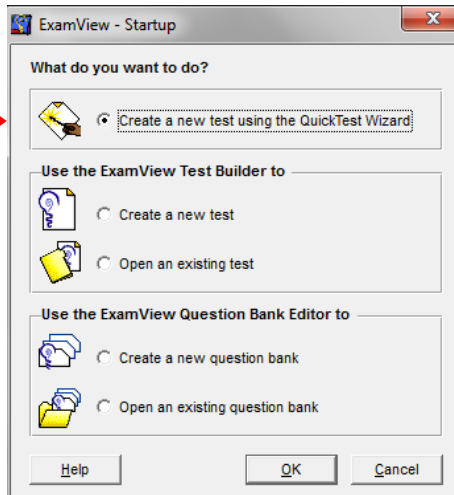 ExamView - Startup
What do you want to do?
Create a new test using the QuickTest Wizard
Use the ExamView Test Builder to
Create a new test
Open an existing test
Use the ExamView Question Bank Editor to
Create a new question bank
Open an existing question bank
Help OK Cancel